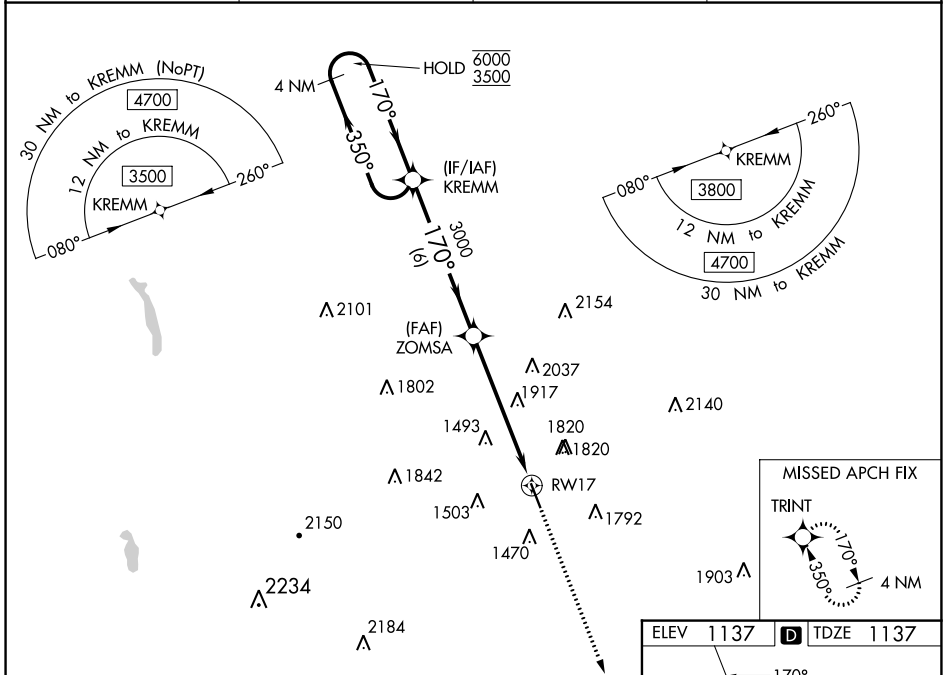 30 NM to KREMM (NoPT)
4700
12 NM to KREMM
3500
KREMM
260°
080°
HOLD 6000
3500
4 NM
170°
350°
(IF/IAF)
KREMM
3000
170°
(6)
260°
KREMM
080°
3800
12 NM to KREMM
4700
30 NM to KREMM
2101
2154
(FAF)
ZOMSA
2037
1802
1917
2140
1493
1820
1820
1842
RW17
1503
1792
2150
1470
1903
2234
2184
MISSED APCH FIX
TRINT
170°
350°
4 NM
ELEV 1137 D TDZE 1137
170°